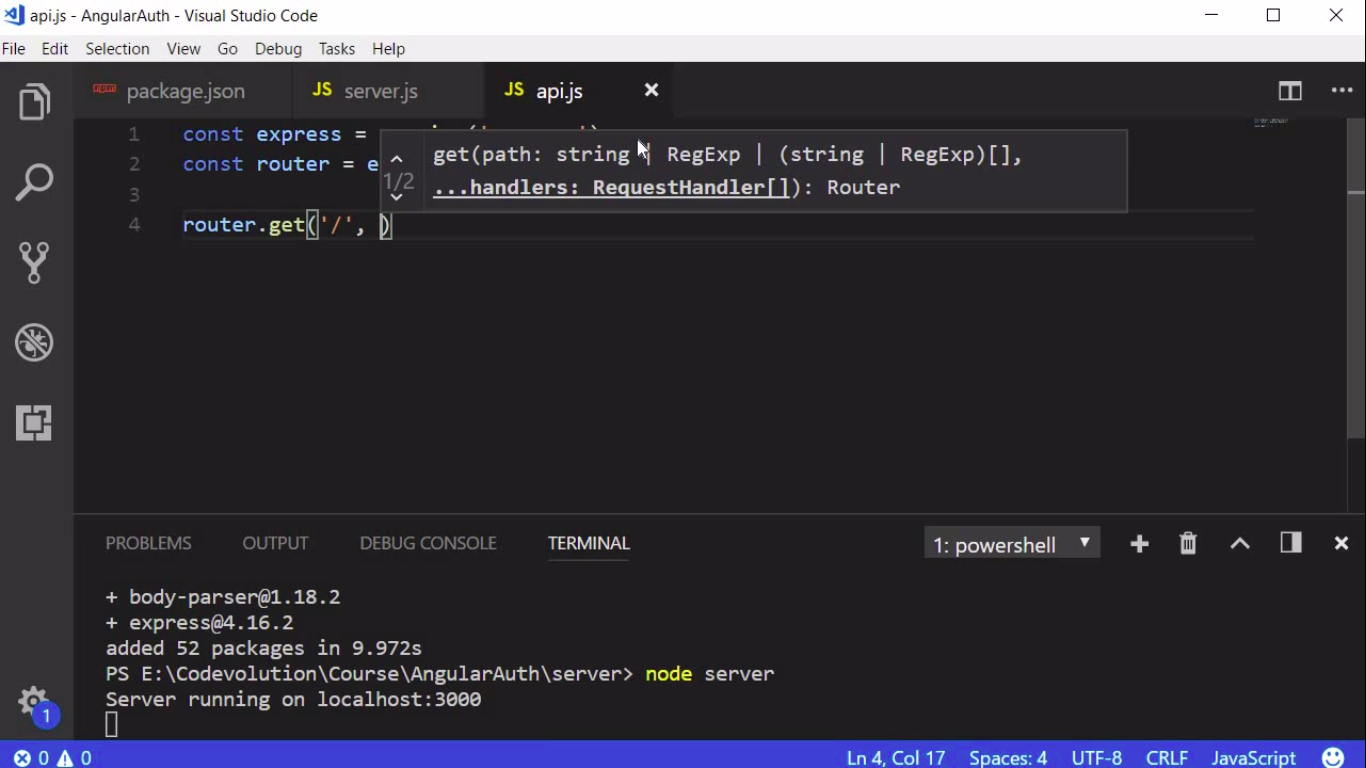 api.js - AngularAuth - Visual Studio Code
File Edit Selection View Go Debug Tasks Help
npm package.json JS server.js JS api.js
1 const express =
2 const router = e
get(path: string | RegExp | (string | RegExp)[],
1/2
...handlers: RequestHandler[]): Router
3
4 router.get('/', )
PROBLEMS OUTPUT DEBUG CONSOLE TERMINAL 1: powershell
+ body-parser@1.18.2
+ express@4.16.2
added 52 packages in 9.972s
PS E:\Codevolution\Course\AngularAuth\server> node server
Server running on localhost:3000
1
0 0 Ln 4, Col 17 Spaces: 4 UTF-8 CRLF JavaScript